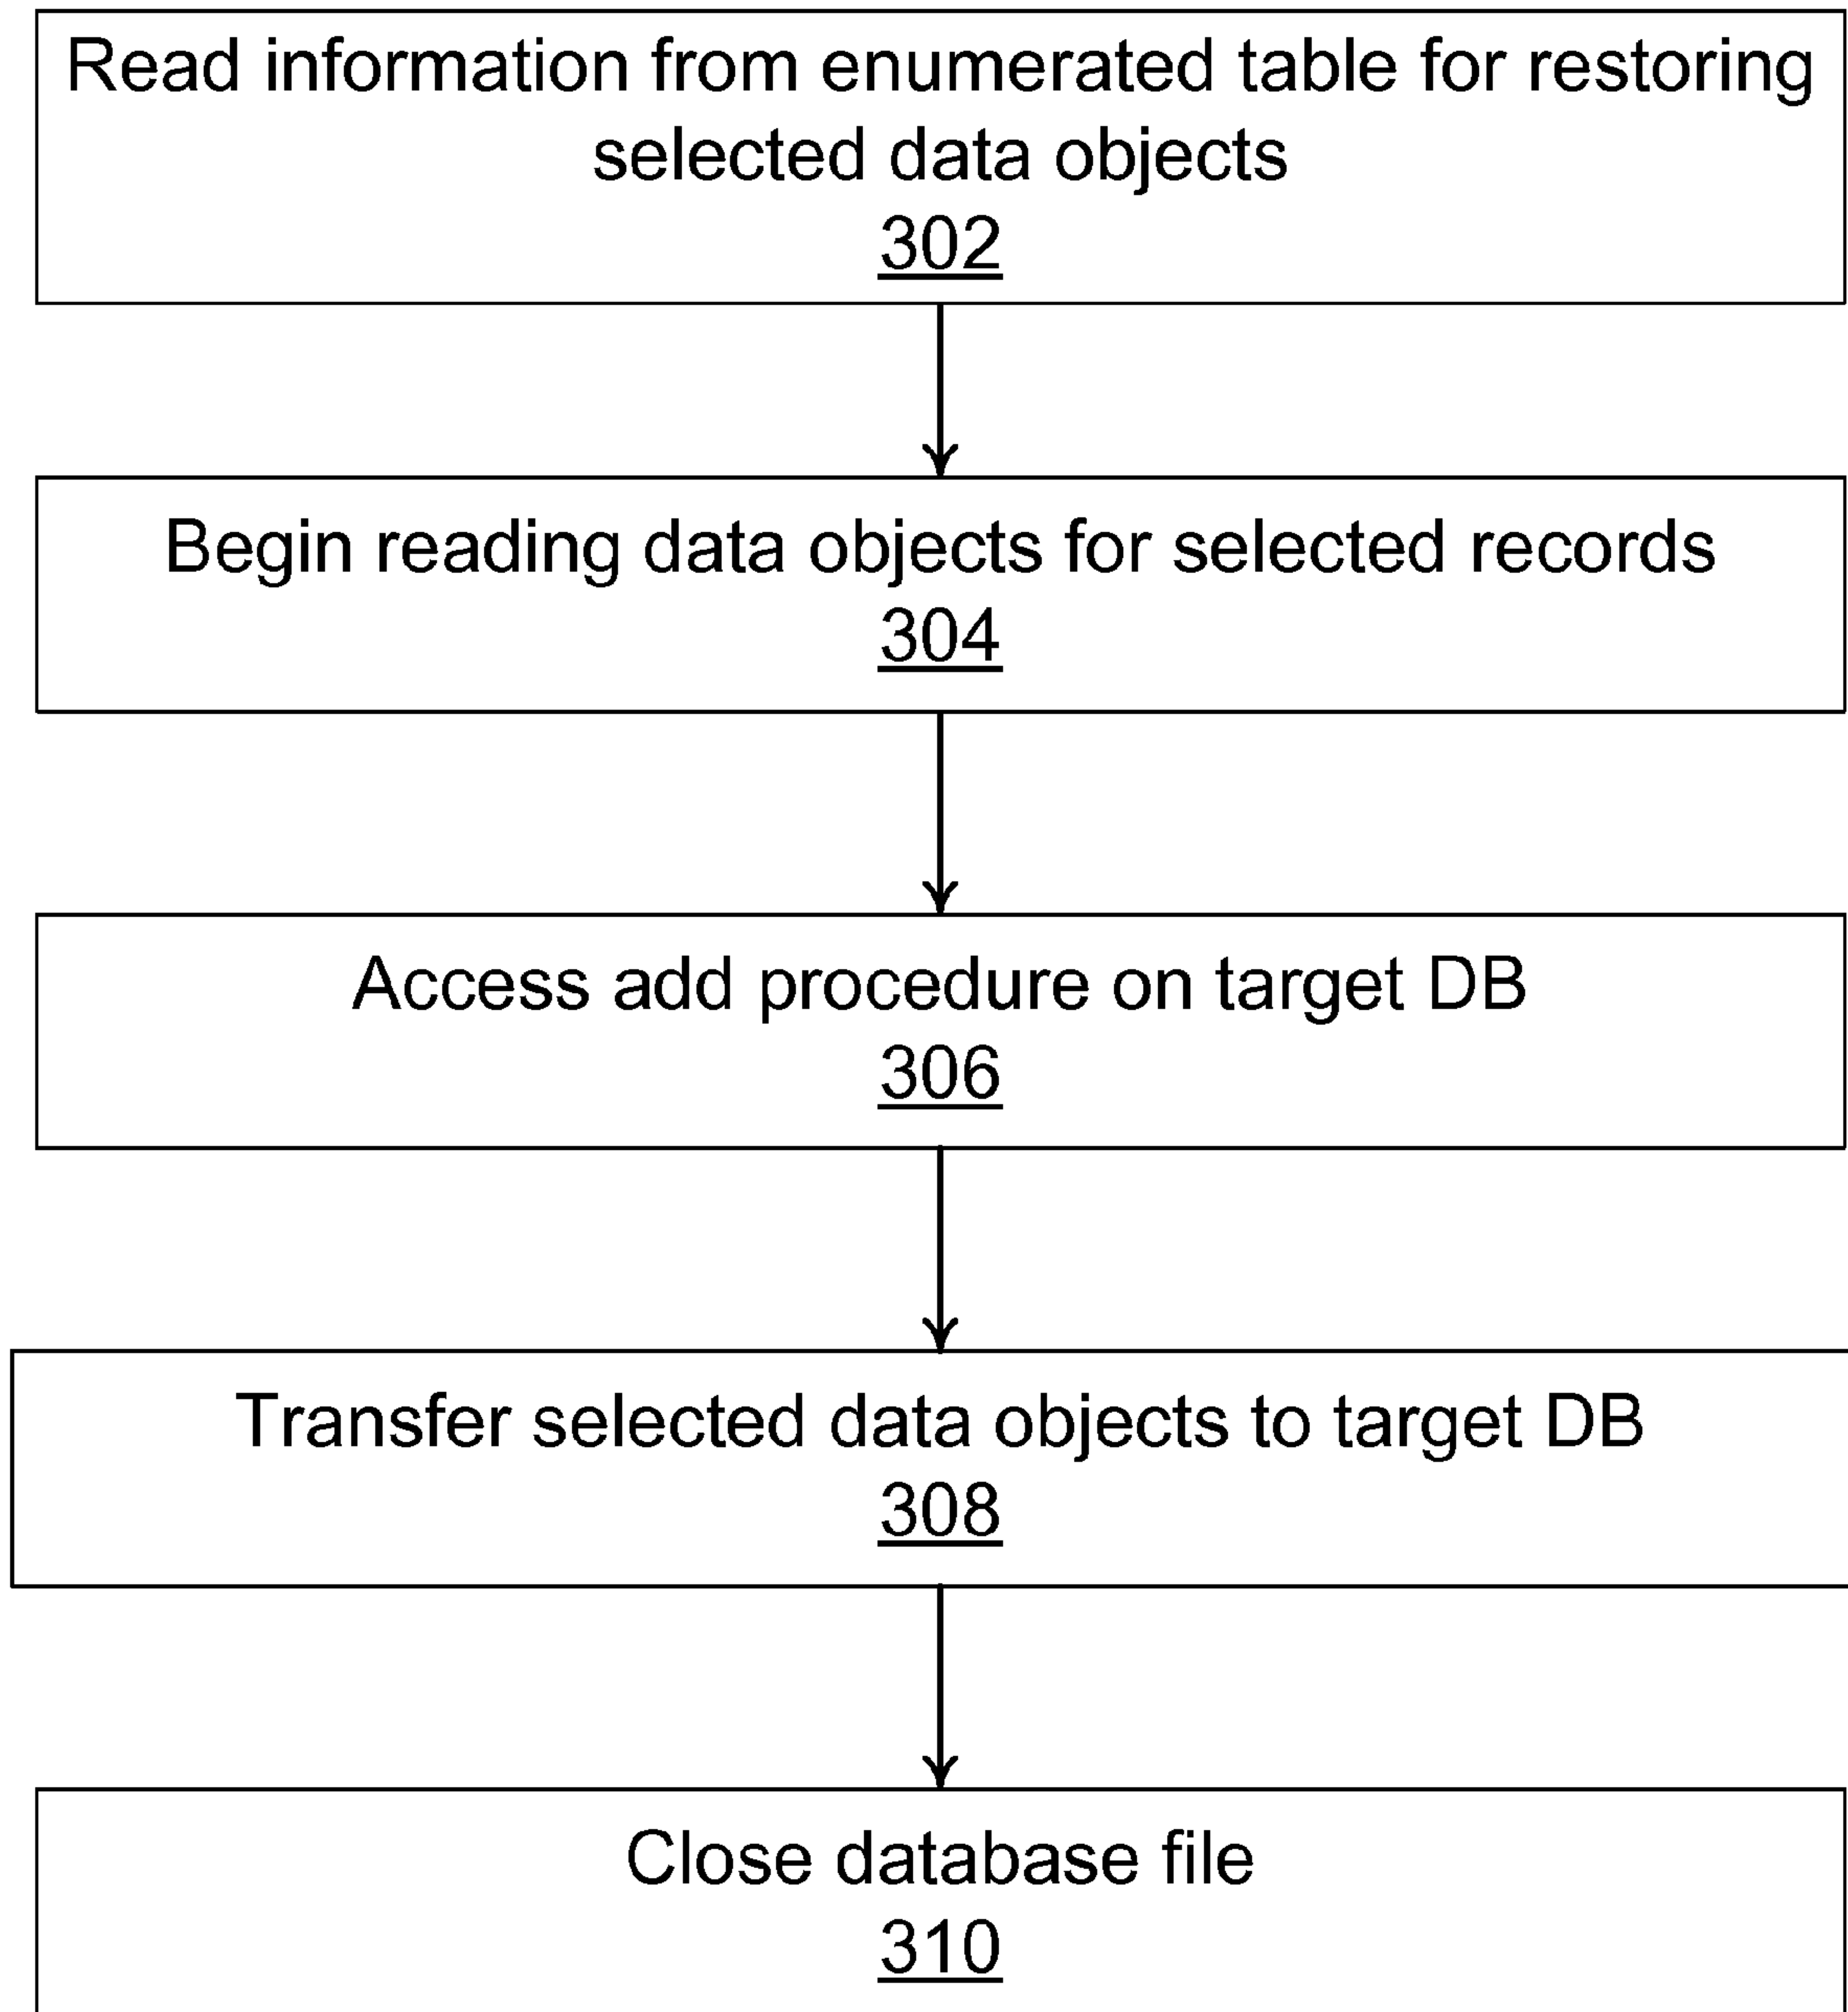 Read information from enumerated table for restoring
selected data objects
302
Begin reading data objects for selected records
304
Access add procedure on target DB
306
Transfer selected data objects to target DB
308
Close database file
310